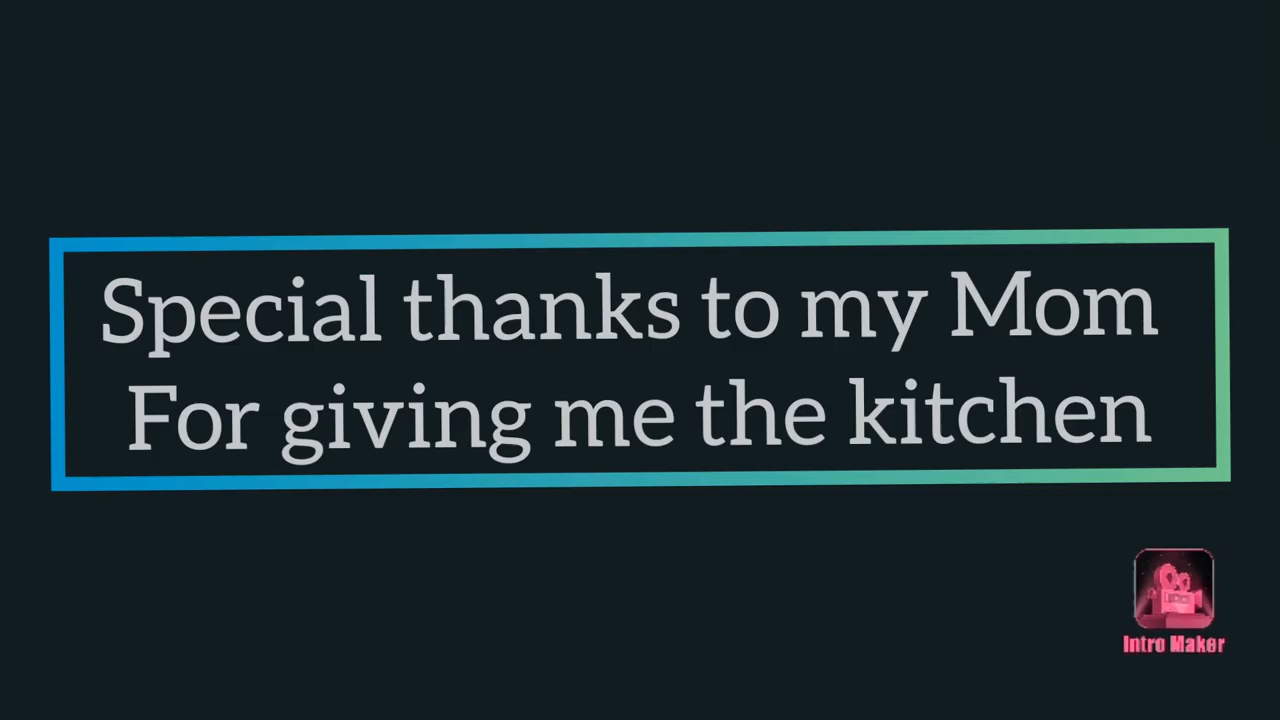 Special thanks to my Mom
For giving me the kitchen
Intro Maker